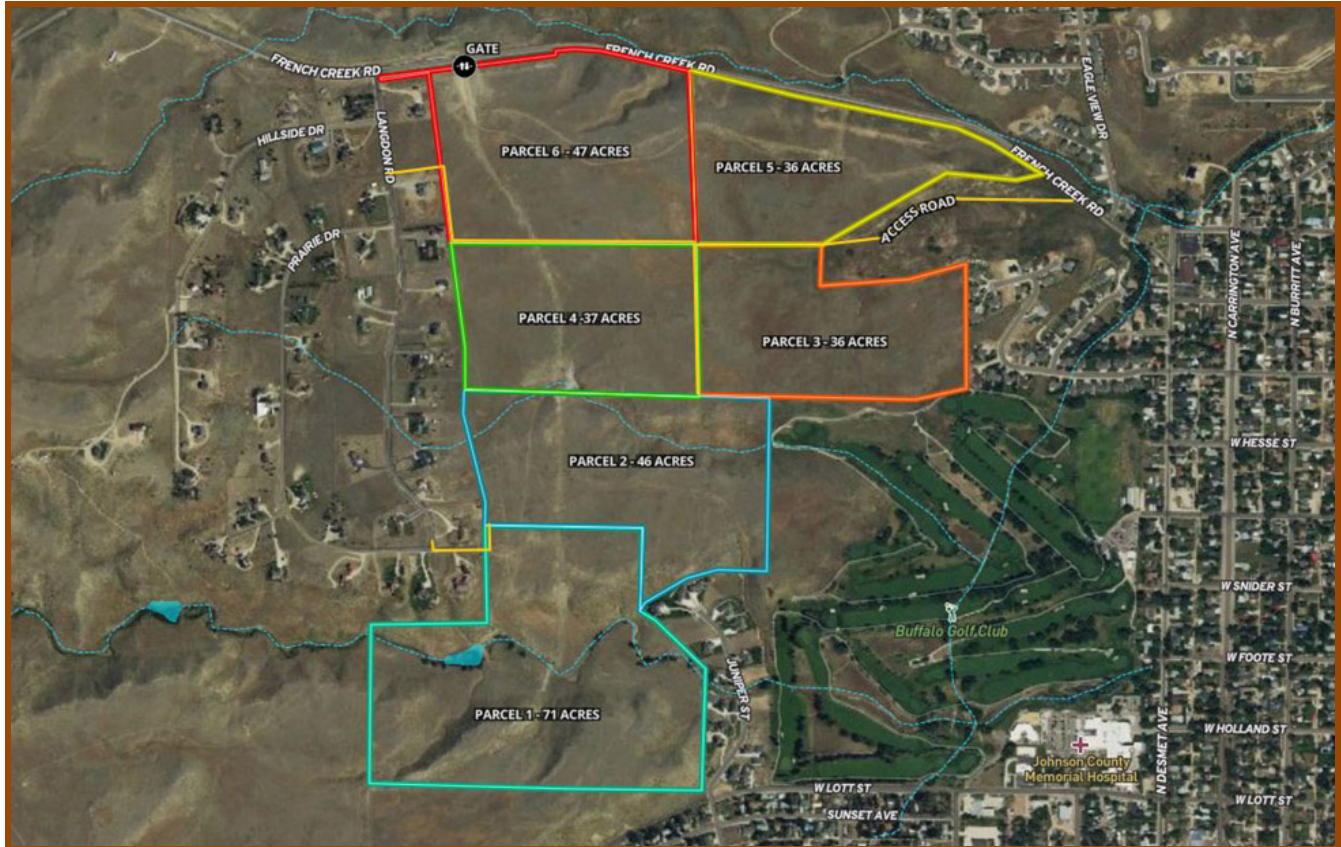 GATE
FRENCH CREEK RD
FRENCH CREEK RD
EAGLE VIEW DR
HILLSIDE DR
LANGDON RD
PARCEL 6 - 47 ACRES
PARCEL 5 - 36 ACRES
FRENCH CREEK RD
ACCESS ROAD
PRAIRIE DR
N CARRINGTON AVE
N BURRITT AVE
PARCEL 4 -37 ACRES
PARCEL 3 - 36 ACRES
W HESSE ST
PARCEL 2 - 46 ACRES
W SNIDER ST
Buffalo Golf Club
W FOOTE ST
JUNIPER ST
PARCEL 1 - 71 ACRES
N DESMET AVE
W HOLLAND ST
Johnson County
Memorial Hospital
W LOTT ST
W LOTT ST
SUNSET AVE